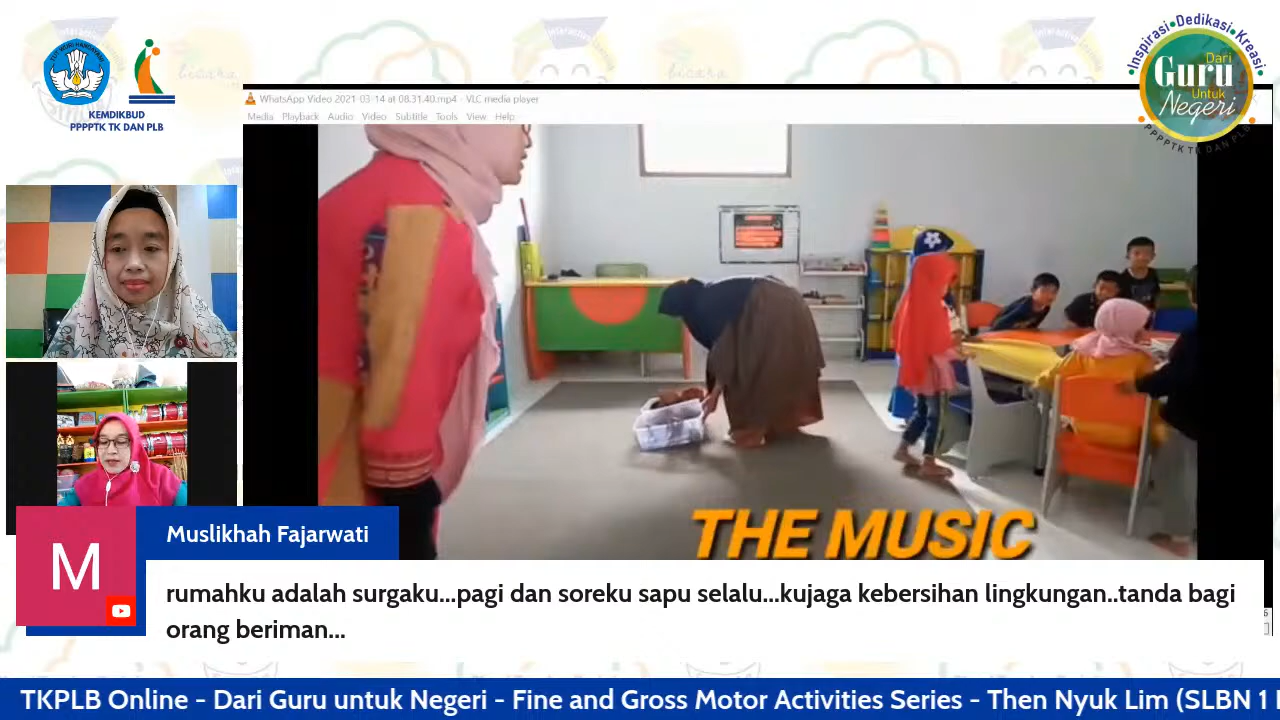 KEMDIKBUD
PPPPTK TK DAN PLB
Inspirasi•Dedikasi•Kreasi
Dari
Guru
Untuk
Negeri
PPPPTK TK DAN PLB
WhatsApp Video 2021-03-14 at 08.31.40.mp4 - VLC media player
Media Playback Audio Video Subtitle Tools View Help
THE MUSIC
M
Muslikhah Fajarwati
rumahku adalah surgaku...pagi dan soreku sapu selalu...kujaga kebersihan lingkungan..tanda bagi
orang beriman...
TKPLB Online - Dari Guru untuk Negeri - Fine and Gross Motor Activities Series - Then Nyuk Lim (SLBN 1